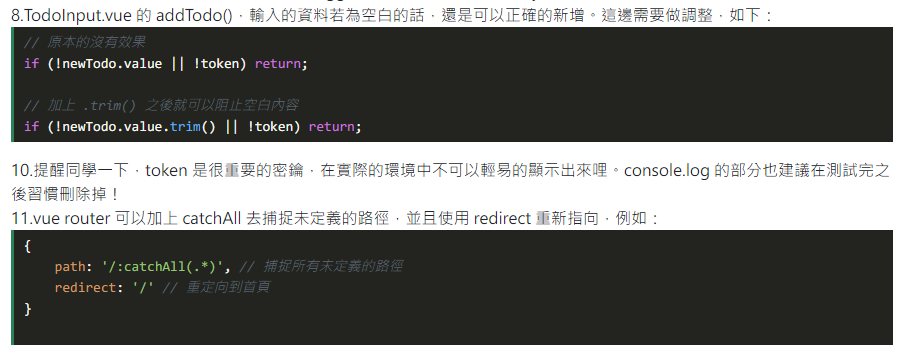 8.TodoInput.vue 的 addTodo()，輸入的資料若為空白的話，還是可以正確的新增。這邊需要做調整，如下：
// 原本的沒有效果
if (!newTodo.value || !token) return;
// 加上 .trim() 之後就可以阻止空白內容
if (!newTodo.value.trim() || !token) return;
10.提醒同學一下，token 是很重要的密鑰，在實際的環境中不可以輕易的顯示出來哩。console.log 的部分也建議在測試完之
後習慣刪除掉！
11.vue router 可以加上 catchAll 去捕捉未定義的路徑，並且使用 redirect 重新指向，例如：
{
    path: '/:catchAll(.*)', // 捕捉所有未定義的路徑
    redirect: '/' // 重定向到首頁
}